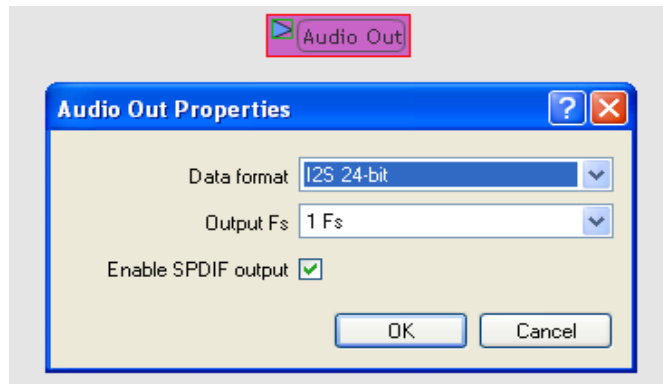 Audio Out
Audio Out Properties
Data format I2S 24-bit
Output Fs 1 Fs
Enable SPDIF output
OK Cancel